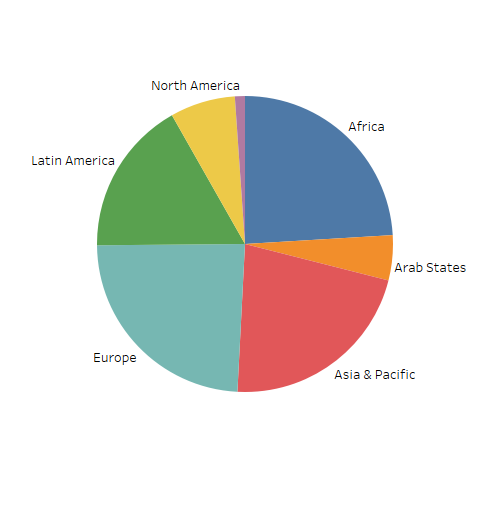 North America
Africa
Latin America
Arab States
Europe
Asia & Pacific